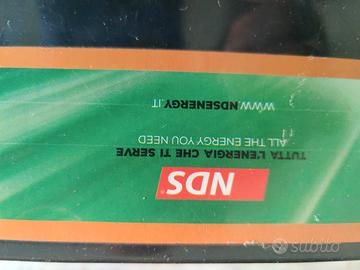 NDS
TUTTA L'ENERGIA CHE TI SERVE
ALL THE ENERGY YOU NEED
WWW.NDSENERGY.IT
subito